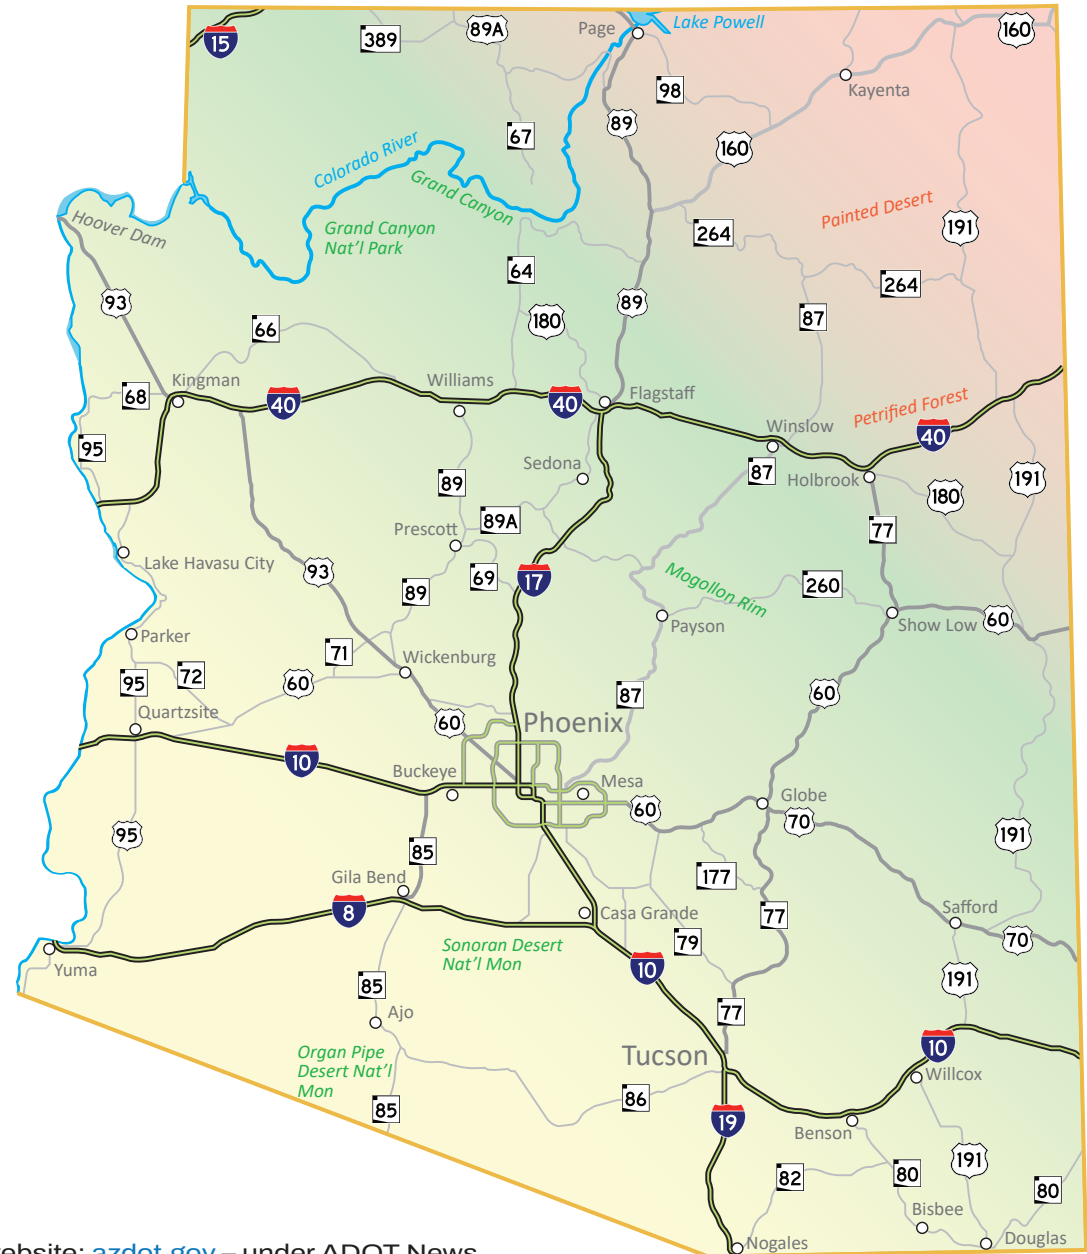 15
389
89A
Page
Lake Powell
160
98
Kayenta
67
89
160
Colorado River
Grand Canyon
Hoover Dam
Grand Canyon
Nat'l Park
Painted Desert
264
191
64
264
93
89
180
87
66
Kingman
Williams
68
40
40
Flagstaff
Petrified Forest
40
Winslow
95
Sedona
87
Holbrook
191
89
180
89A
Prescott
77
Lake Havasu City
93
69
17
89
Mogollon Rim
260
Parker
Payson
Show Low
60
71
Wickenburg
72
95
60
87
60
Quartzsite
60
Phoenix
10
Buckeye
Mesa
60
Globe
70
95
191
85
Gila Bend
177
8
Casa Grande
77
Safford
79
70
Sonoran Desert
Nat'l Mon
10
Yuma
191
85
77
Ajo
10
Organ Pipe
Desert Nat'l
Mon
Tucson
Willcox
86
85
19
Benson
191
82
80
80
Bisbee
Nogales
Douglas
ebsite: azdot.gov – under ADOT News